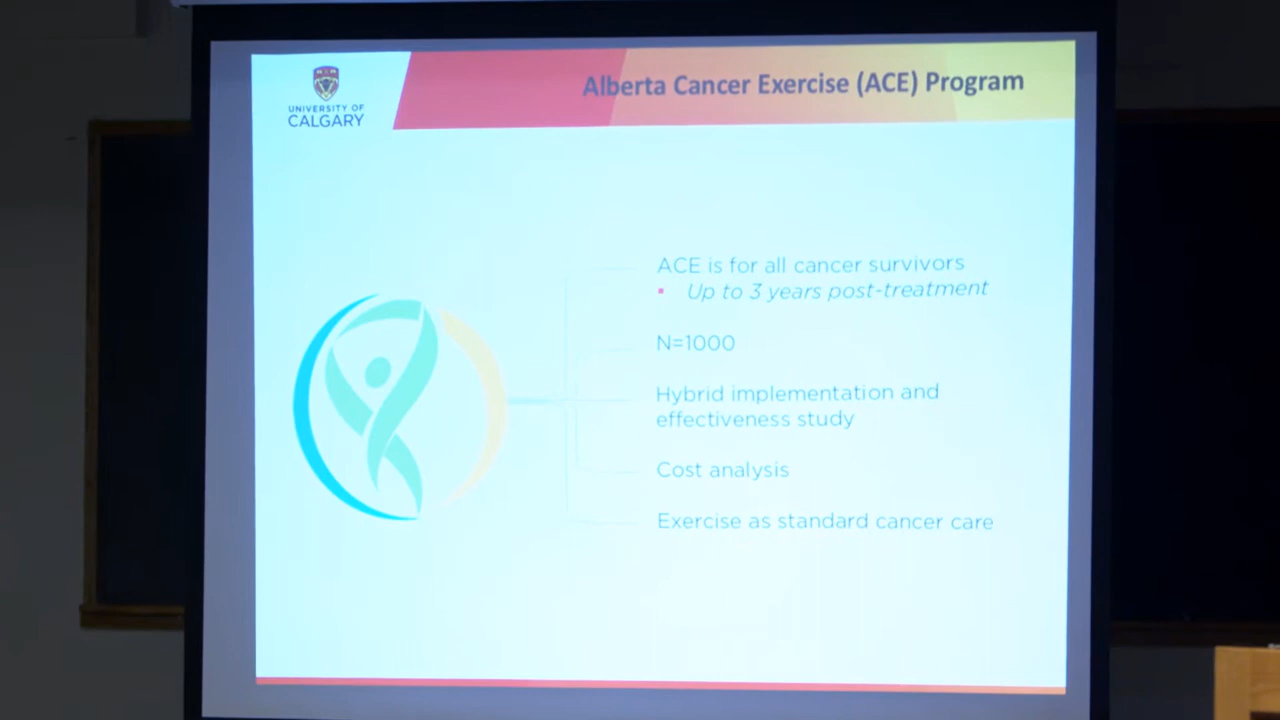 UNIVERSITY OF
CALGARY
Alberta Cancer Exercise (ACE) Program
ACE is for all cancer survivors
• Up to 3 years post-treatment
N=1000
Hybrid implementation and
effectiveness study
Cost analysis
Exercise as standard cancer care